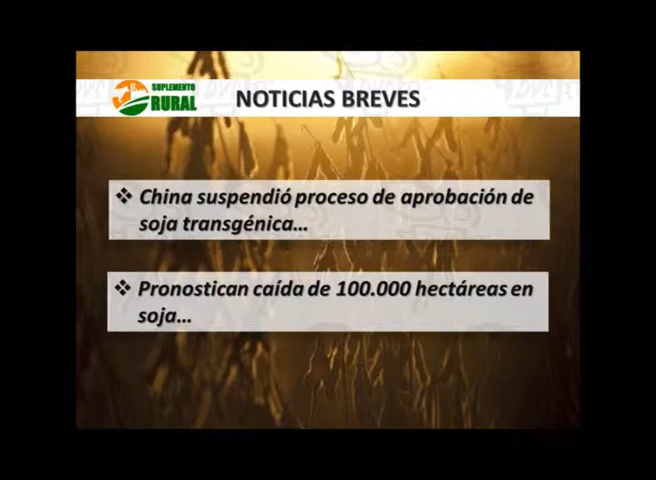 SUPLEMENTO
RURAL
NOTICIAS BREVES
❖ China suspendió proceso de aprobación de
soja transgénica...
❖ Pronostican caída de 100.000 hectáreas en
soja...